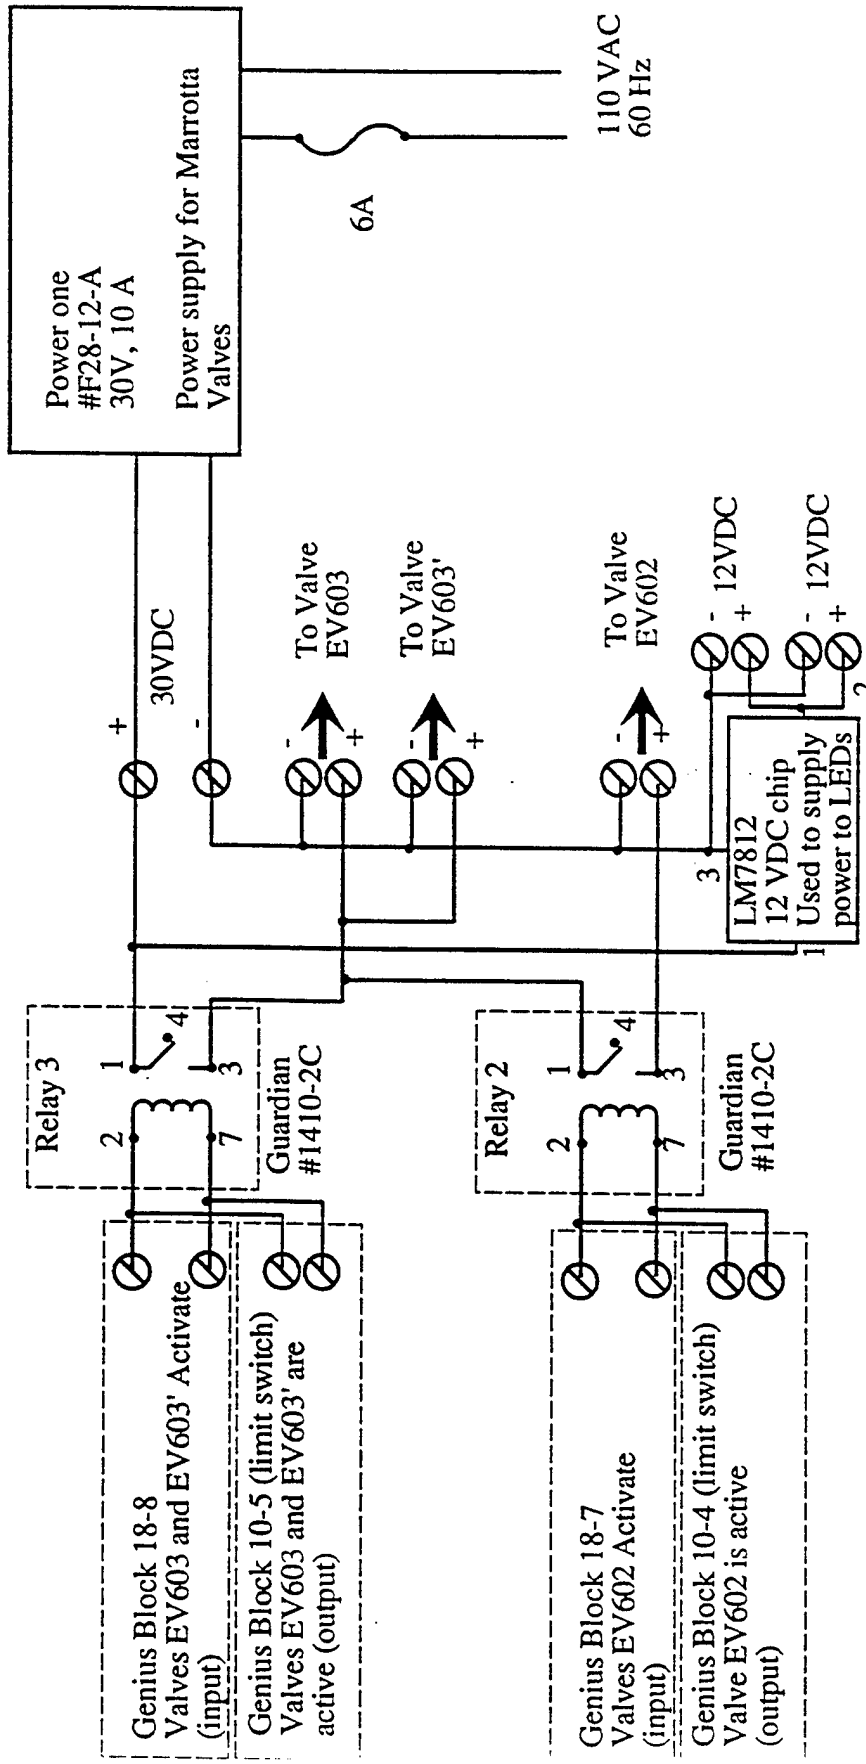 Genius Block 18-8
Valves EV603 and EV603' Activate
(input)
Genius Block 10-5 (limit switch)
Valves EV603 and EV603' are
active (output)
Relay 3
2
1
4
7
3
Guardian
#1410-2C
+
30VDC
-
Power one
#F28-12-A
30V, 10 A
Power supply for Marrotta
Valves
6A
110 VAC
60 Hz
-
To Valve
EV603
+
-
To Valve
EV603'
+
Genius Block 18-7
Valves EV602 Activate
(input)
Genius Block 10-4 (limit switch)
Valve EV602 is active
(output)
Relay 2
2
1
4
7
3
Guardian
#1410-2C
-
To Valve
EV602
+
3
LM7812
12 VDC chip
Used to supply
power to LEDs
1
2
- 12VDC
+
- 12VDC
+